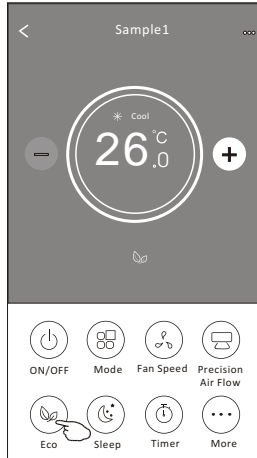 Sample1
Cool
26.0°C
ON/OFF
Mode
Fan Speed
Precision
Air Flow
Eco
Sleep
Timer
More